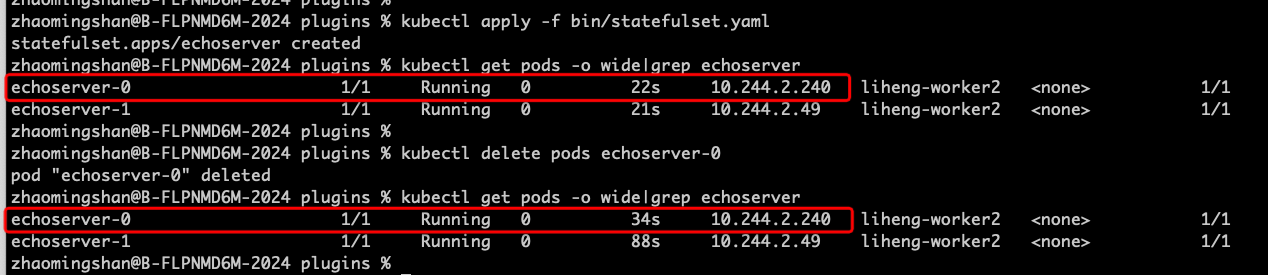 zhaomingshan@B-FLPNMD6M-2024 plugins %
zhaomingshan@B-FLPNMD6M-2024 plugins % kubectl apply -f bin/statefulset.yaml
statefulset.apps/echoserver created
zhaomingshan@B-FLPNMD6M-2024 plugins % kubectl get pods -o wide|grep echoserver
echoserver-0 1/1 Running 0 22s 10.244.2.240 liheng-worker2 <none> 1/1
echoserver-1 1/1 Running 0 21s 10.244.2.49 liheng-worker2 <none> 1/1
zhaomingshan@B-FLPNMD6M-2024 plugins %
zhaomingshan@B-FLPNMD6M-2024 plugins % kubectl delete pods echoserver-0
pod "echoserver-0" deleted
zhaomingshan@B-FLPNMD6M-2024 plugins % kubectl get pods -o wide|grep echoserver
echoserver-0 1/1 Running 0 34s 10.244.2.240 liheng-worker2 <none> 1/1
echoserver-1 1/1 Running 0 88s 10.244.2.49 liheng-worker2 <none> 1/1
zhaomingshan@B-FLPNMD6M-2024 plugins %